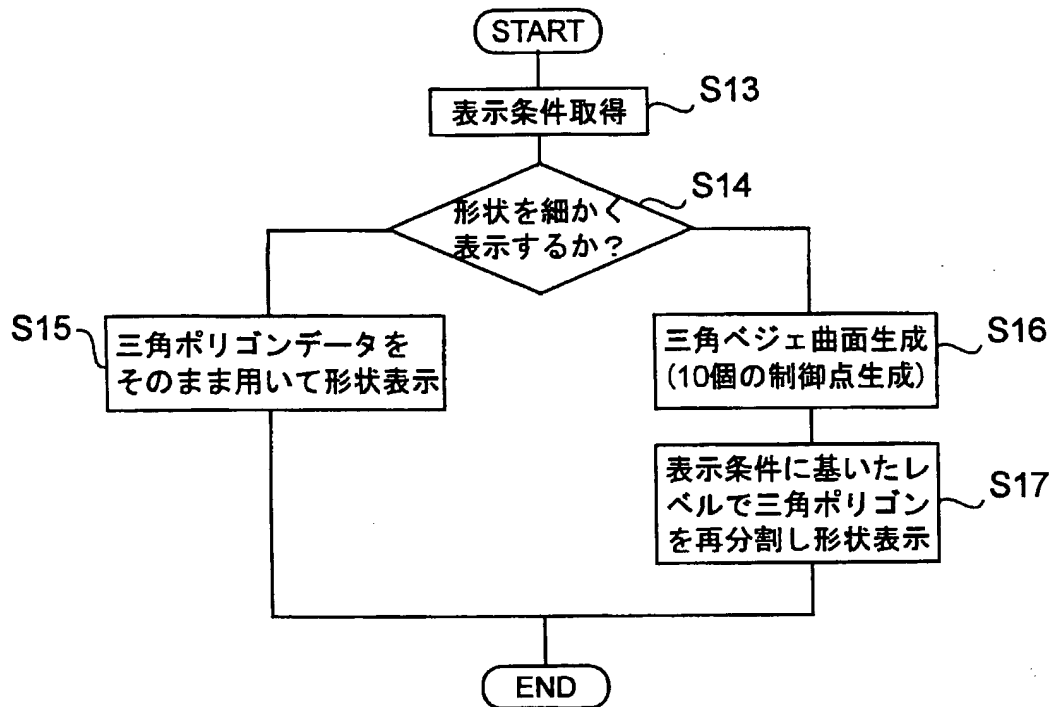 START
表示条件取得
S13
形状を細かく
表示するか?
S14
S15
三角ポリゴンデータを
そのまま用いて形状表示
三角ベジェ曲面生成
(10個の制御点生成)
S16
表示条件に基いたレ
ベルで三角ポリゴン
を再分割し形状表示
S17
END